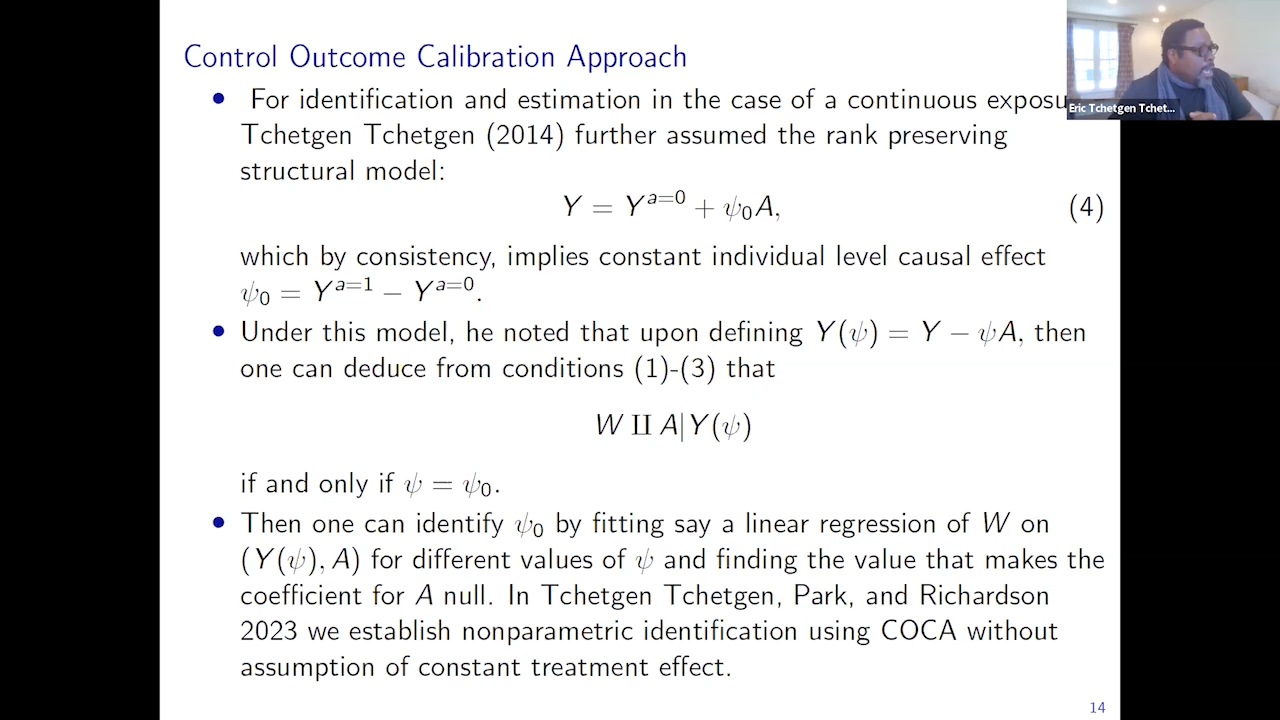 Control Outcome Calibration Approach
• For identification and estimation in the case of a continuous exposu
Tchetgen Tchetgen (2014) further assumed the rank preserving
structural model:
Y = Y^{a=0} + ψ₀A, (4)
which by consistency, implies constant individual level causal effect
ψ₀ = Y^{a=1} − Y^{a=0}.
• Under this model, he noted that upon defining Y(ψ) = Y − ψA, then
one can deduce from conditions (1)-(3) that
W ⨿ A|Y(ψ)
if and only if ψ = ψ₀.
• Then one can identify ψ₀ by fitting say a linear regression of W on
(Y(ψ), A) for different values of ψ and finding the value that makes the
coefficient for A null. In Tchetgen Tchetgen, Park, and Richardson
2023 we establish nonparametric identification using COCA without
assumption of constant treatment effect.
14
Eric Tchetgen Tchet...